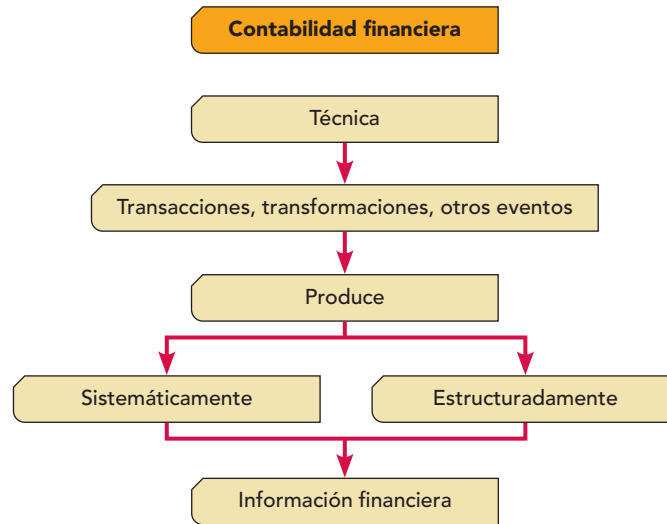 Contabilidad financiera
Técnica
Transacciones, transformaciones, otros eventos
Produce
Sistemáticamente
Estructuradamente
Información financiera